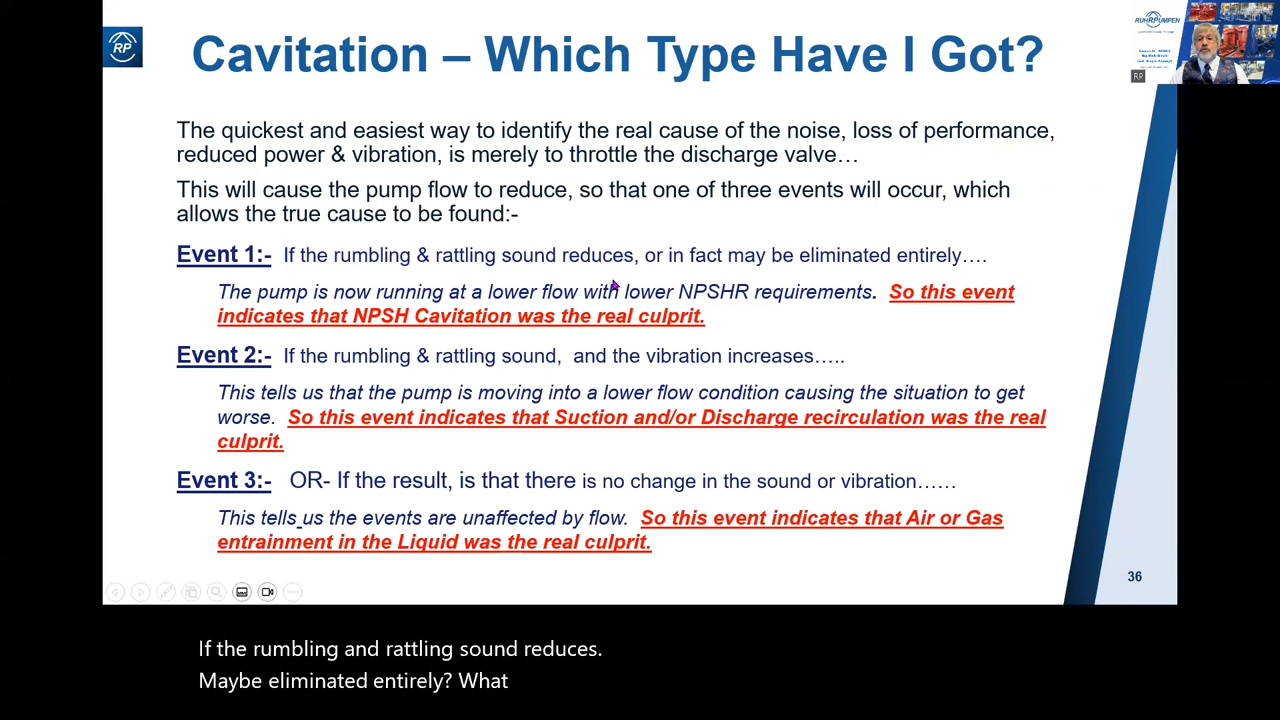 RP
Cavitation – Which Type Have I Got?
RUHRPUMPEN
RP
The quickest and easiest way to identify the real cause of the noise, loss of performance,
reduced power & vibration, is merely to throttle the discharge valve…
This will cause the pump flow to reduce, so that one of three events will occur, which
allows the true cause to be found:-
Event 1:- If the rumbling & rattling sound reduces, or in fact may be eliminated entirely….
The pump is now running at a lower flow with lower NPSHR requirements. So this event
indicates that NPSH Cavitation was the real culprit.
Event 2:- If the rumbling & rattling sound, and the vibration increases…..
This tells us that the pump is moving into a lower flow condition causing the situation to get
worse. So this event indicates that Suction and/or Discharge recirculation was the real
culprit.
Event 3:- OR- If the result, is that there is no change in the sound or vibration……
This tells us the events are unaffected by flow. So this event indicates that Air or Gas
entrainment in the Liquid was the real culprit.
36
If the rumbling and rattling sound reduces.
Maybe eliminated entirely? What